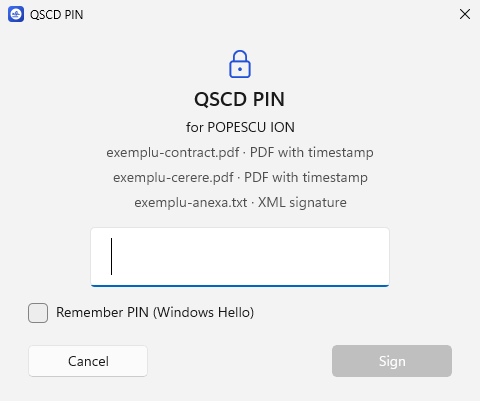 QSCD PIN
QSCD PIN
for POPESCU ION
exemplu-contract.pdf · PDF with timestamp
exemplu-cerere.pdf · PDF with timestamp
exemplu-anexa.txt · XML signature
Remember PIN (Windows Hello)
Cancel
Sign